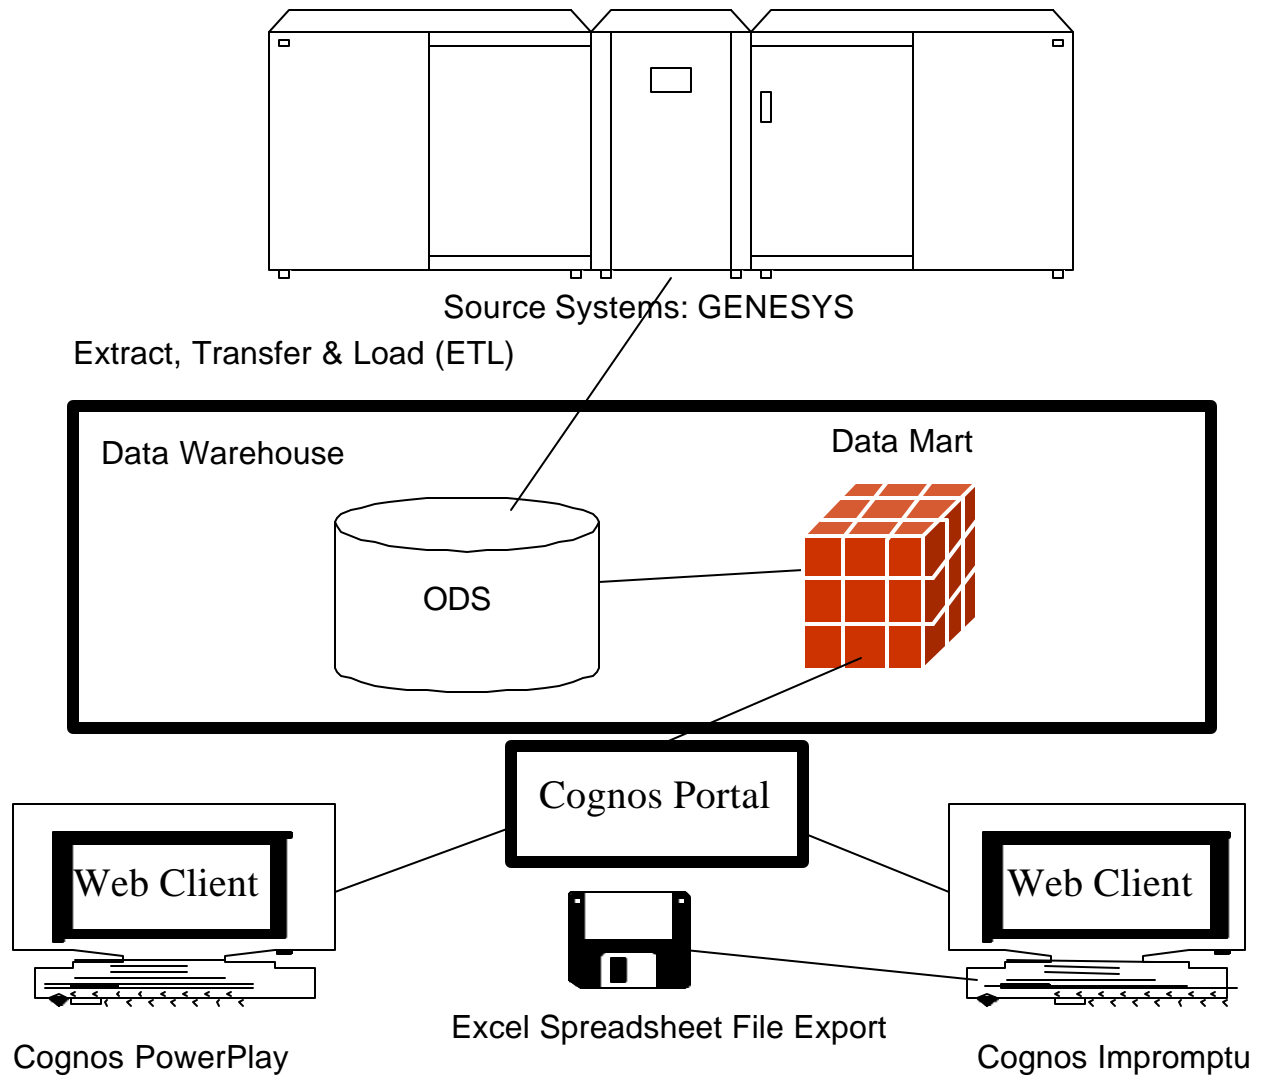 Source Systems: GENESYS
Extract, Transfer & Load (ETL)
Data Warehouse
Data Mart
ODS
Cognos Portal
Web Client
Web Client
Excel Spreadsheet File Export
Cognos PowerPlay
Cognos Impromptu